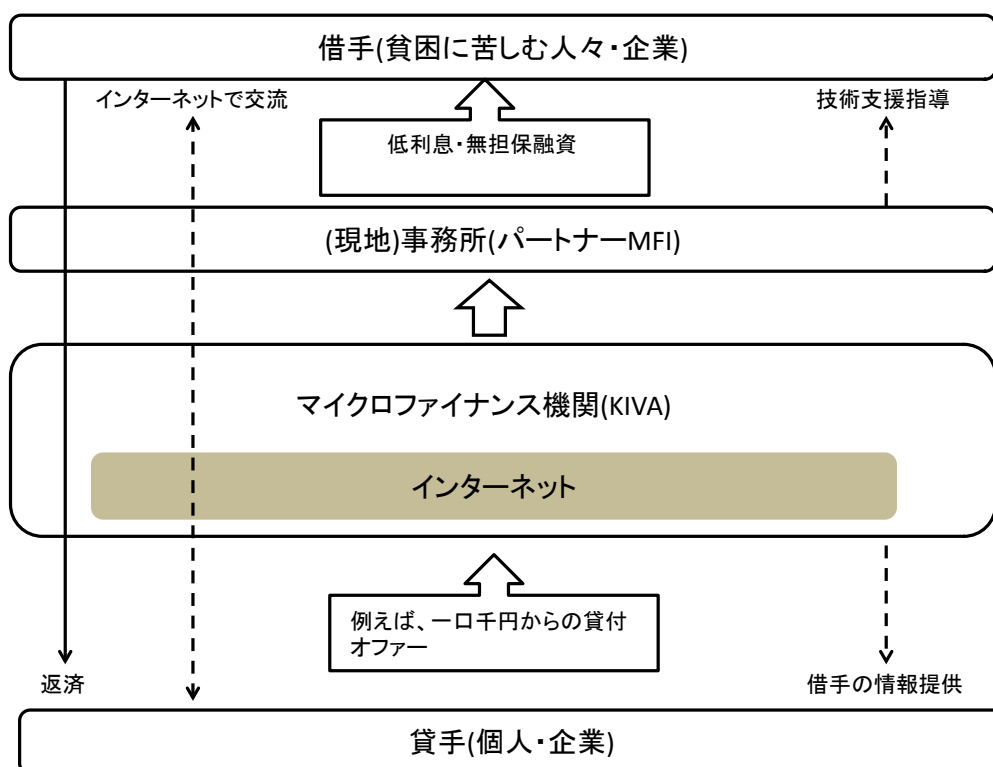 借手(貧困に苦しむ人々・企業)
インターネットで交流
技術支援指導
低利息・無担保融資
(現地)事務所(パートナーMFI)
マイクロファイナンス機関(KIVA)
インターネット
例えば、一口千円からの貸付
オファー
返済
借手の情報提供
貸手(個人・企業)